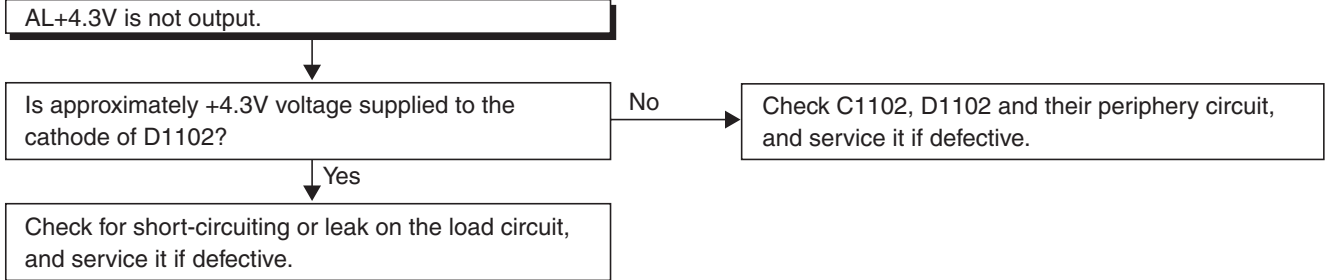 AL+4.3V is not output.
Is approximately +4.3V voltage supplied to the
cathode of D1102?
No
Check C1102, D1102 and their periphery circuit,
and service it if defective.
Yes
Check for short-circuiting or leak on the load circuit,
and service it if defective.